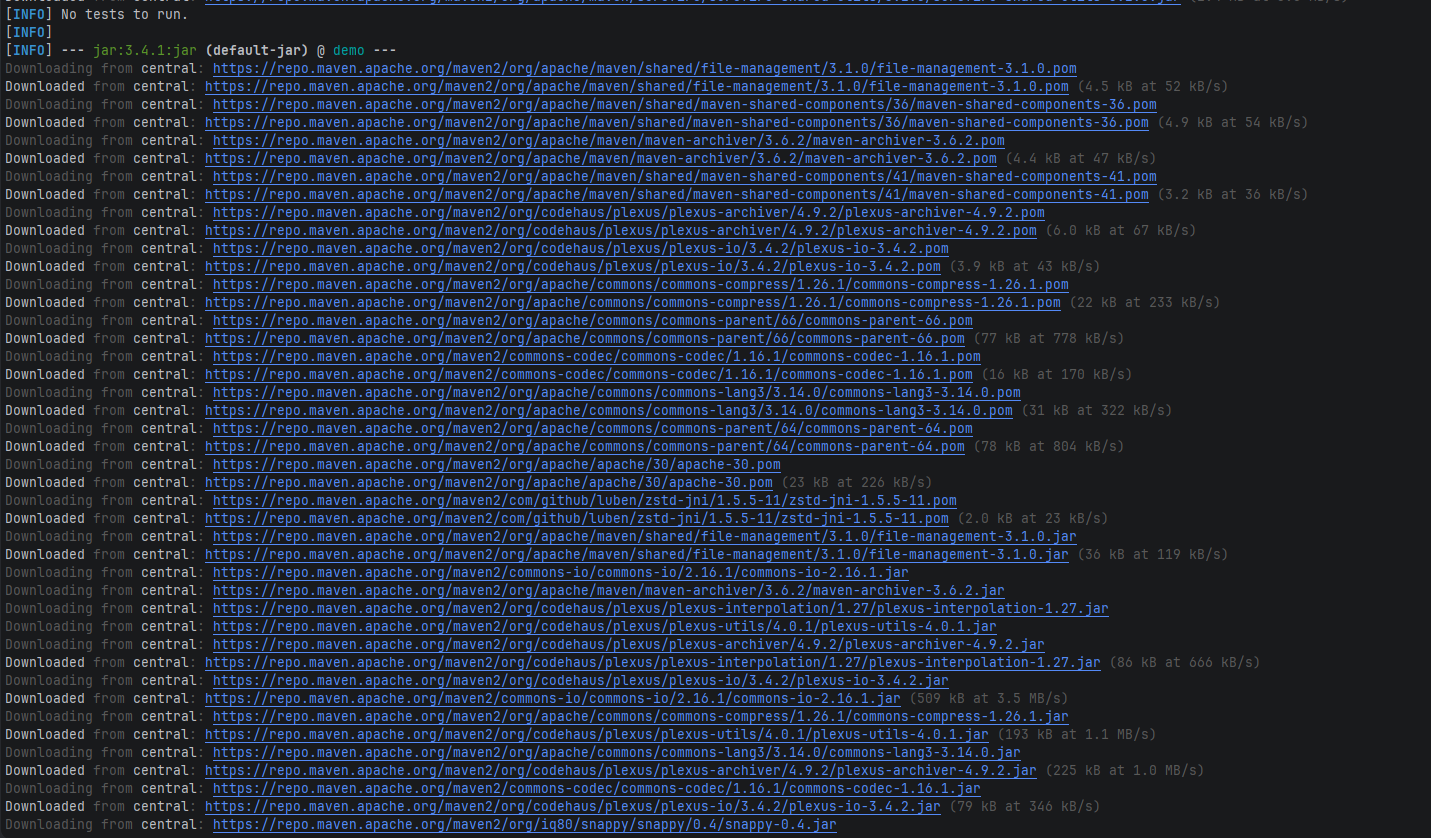 [INFO] No tests to run.
[INFO]
[INFO] --- jar:3.4.1:jar (default-jar) @ demo ---
Downloading from central: https://repo.maven.apache.org/maven2/org/apache/maven/shared/file-management/3.1.0/file-management-3.1.0.pom
Downloaded from central: https://repo.maven.apache.org/maven2/org/apache/maven/shared/file-management/3.1.0/file-management-3.1.0.pom (4.5 kB at 52 kB/s)
Downloading from central: https://repo.maven.apache.org/maven2/org/apache/maven/shared/maven-shared-components/36/maven-shared-components-36.pom
Downloaded from central: https://repo.maven.apache.org/maven2/org/apache/maven/shared/maven-shared-components/36/maven-shared-components-36.pom (4.9 kB at 54 kB/s)
Downloading from central: https://repo.maven.apache.org/maven2/org/apache/maven/maven-archiver/3.6.2/maven-archiver-3.6.2.pom
Downloaded from central: https://repo.maven.apache.org/maven2/org/apache/maven/maven-archiver/3.6.2/maven-archiver-3.6.2.pom (4.4 kB at 47 kB/s)
Downloading from central: https://repo.maven.apache.org/maven2/org/apache/maven/shared/maven-shared-components/41/maven-shared-components-41.pom
Downloaded from central: https://repo.maven.apache.org/maven2/org/apache/maven/shared/maven-shared-components/41/maven-shared-components-41.pom (3.2 kB at 36 kB/s)
Downloading from central: https://repo.maven.apache.org/maven2/org/codehaus/plexus/plexus-archiver/4.9.2/plexus-archiver-4.9.2.pom
Downloaded from central: https://repo.maven.apache.org/maven2/org/codehaus/plexus/plexus-archiver/4.9.2/plexus-archiver-4.9.2.pom (6.0 kB at 67 kB/s)
Downloading from central: https://repo.maven.apache.org/maven2/org/codehaus/plexus/plexus-io/3.4.2/plexus-io-3.4.2.pom
Downloaded from central: https://repo.maven.apache.org/maven2/org/codehaus/plexus/plexus-io/3.4.2/plexus-io-3.4.2.pom (3.9 kB at 43 kB/s)
Downloading from central: https://repo.maven.apache.org/maven2/org/apache/commons/commons-compress/1.26.1/commons-compress-1.26.1.pom
Downloaded from central: https://repo.maven.apache.org/maven2/org/apache/commons/commons-compress/1.26.1/commons-compress-1.26.1.pom (22 kB at 233 kB/s)
Downloading from central: https://repo.maven.apache.org/maven2/org/apache/commons/commons-parent/66/commons-parent-66.pom
Downloaded from central: https://repo.maven.apache.org/maven2/org/apache/commons/commons-parent/66/commons-parent-66.pom (77 kB at 778 kB/s)
Downloading from central: https://repo.maven.apache.org/maven2/commons-codec/commons-codec/1.16.1/commons-codec-1.16.1.pom
Downloaded from central: https://repo.maven.apache.org/maven2/commons-codec/commons-codec/1.16.1/commons-codec-1.16.1.pom (16 kB at 170 kB/s)
Downloading from central: https://repo.maven.apache.org/maven2/org/apache/commons/commons-lang3/3.14.0/commons-lang3-3.14.0.pom
Downloaded from central: https://repo.maven.apache.org/maven2/org/apache/commons/commons-lang3/3.14.0/commons-lang3-3.14.0.pom (31 kB at 322 kB/s)
Downloading from central: https://repo.maven.apache.org/maven2/org/apache/commons/commons-parent/64/commons-parent-64.pom
Downloaded from central: https://repo.maven.apache.org/maven2/org/apache/commons/commons-parent/64/commons-parent-64.pom (78 kB at 804 kB/s)
Downloading from central: https://repo.maven.apache.org/maven2/org/apache/apache/30/apache-30.pom
Downloaded from central: https://repo.maven.apache.org/maven2/org/apache/apache/30/apache-30.pom (23 kB at 226 kB/s)
Downloading from central: https://repo.maven.apache.org/maven2/com/github/luben/zstd-jni/1.5.5-11/zstd-jni-1.5.5-11.pom
Downloaded from central: https://repo.maven.apache.org/maven2/com/github/luben/zstd-jni/1.5.5-11/zstd-jni-1.5.5-11.pom (2.0 kB at 23 kB/s)
Downloading from central: https://repo.maven.apache.org/maven2/org/apache/maven/shared/file-management/3.1.0/file-management-3.1.0.jar
Downloaded from central: https://repo.maven.apache.org/maven2/org/apache/maven/shared/file-management/3.1.0/file-management-3.1.0.jar (36 kB at 119 kB/s)
Downloading from central: https://repo.maven.apache.org/maven2/commons-io/commons-io/2.16.1/commons-io-2.16.1.jar
Downloading from central: https://repo.maven.apache.org/maven2/org/apache/maven/maven-archiver/3.6.2/maven-archiver-3.6.2.jar
Downloading from central: https://repo.maven.apache.org/maven2/org/codehaus/plexus/plexus-interpolation/1.27/plexus-interpolation-1.27.jar
Downloading from central: https://repo.maven.apache.org/maven2/org/codehaus/plexus/plexus-utils/4.0.1/plexus-utils-4.0.1.jar
Downloading from central: https://repo.maven.apache.org/maven2/org/codehaus/plexus/plexus-archiver/4.9.2/plexus-archiver-4.9.2.jar
Downloaded from central: https://repo.maven.apache.org/maven2/org/codehaus/plexus/plexus-interpolation/1.27/plexus-interpolation-1.27.jar (86 kB at 666 kB/s)
Downloading from central: https://repo.maven.apache.org/maven2/org/codehaus/plexus/plexus-io/3.4.2/plexus-io-3.4.2.jar
Downloaded from central: https://repo.maven.apache.org/maven2/commons-io/commons-io/2.16.1/commons-io-2.16.1.jar (509 kB at 3.5 MB/s)
Downloading from central: https://repo.maven.apache.org/maven2/org/apache/commons/commons-compress/1.26.1/commons-compress-1.26.1.jar
Downloaded from central: https://repo.maven.apache.org/maven2/org/codehaus/plexus/plexus-utils/4.0.1/plexus-utils-4.0.1.jar (193 kB at 1.1 MB/s)
Downloading from central: https://repo.maven.apache.org/maven2/org/apache/commons/commons-lang3/3.14.0/commons-lang3-3.14.0.jar
Downloaded from central: https://repo.maven.apache.org/maven2/org/codehaus/plexus/plexus-archiver/4.9.2/plexus-archiver-4.9.2.jar (225 kB at 1.0 MB/s)
Downloading from central: https://repo.maven.apache.org/maven2/commons-codec/commons-codec/1.16.1/commons-codec-1.16.1.jar
Downloaded from central: https://repo.maven.apache.org/maven2/org/codehaus/plexus/plexus-io/3.4.2/plexus-io-3.4.2.jar (79 kB at 346 kB/s)
Downloading from central: https://repo.maven.apache.org/maven2/org/iq80/snappy/snappy/0.4/snappy-0.4.jar